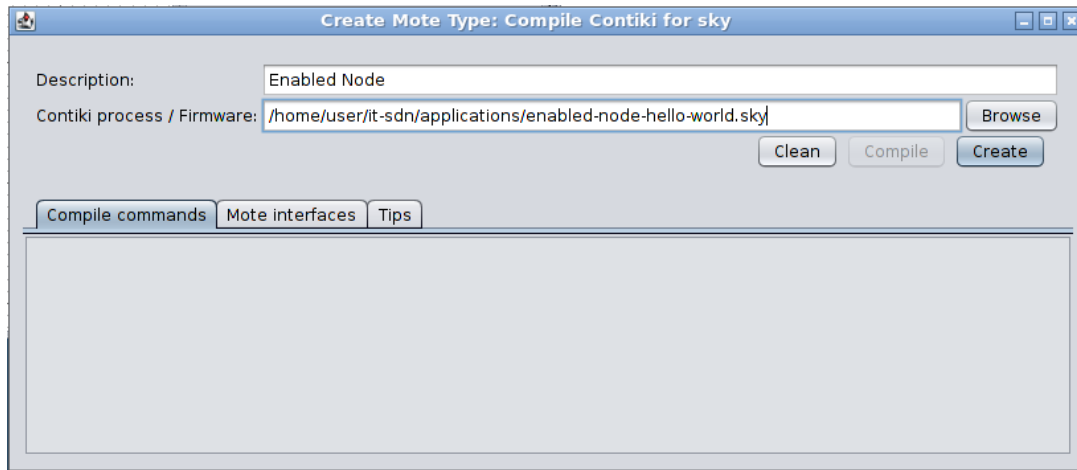 Create Mote Type: Compile Contiki for sky
Description: Enabled Node
Contiki process / Firmware: /home/user/it-sdn/applications/enabled-node-hello-world.sky Browse
Clean Compile Create
Compile commands Mote interfaces Tips